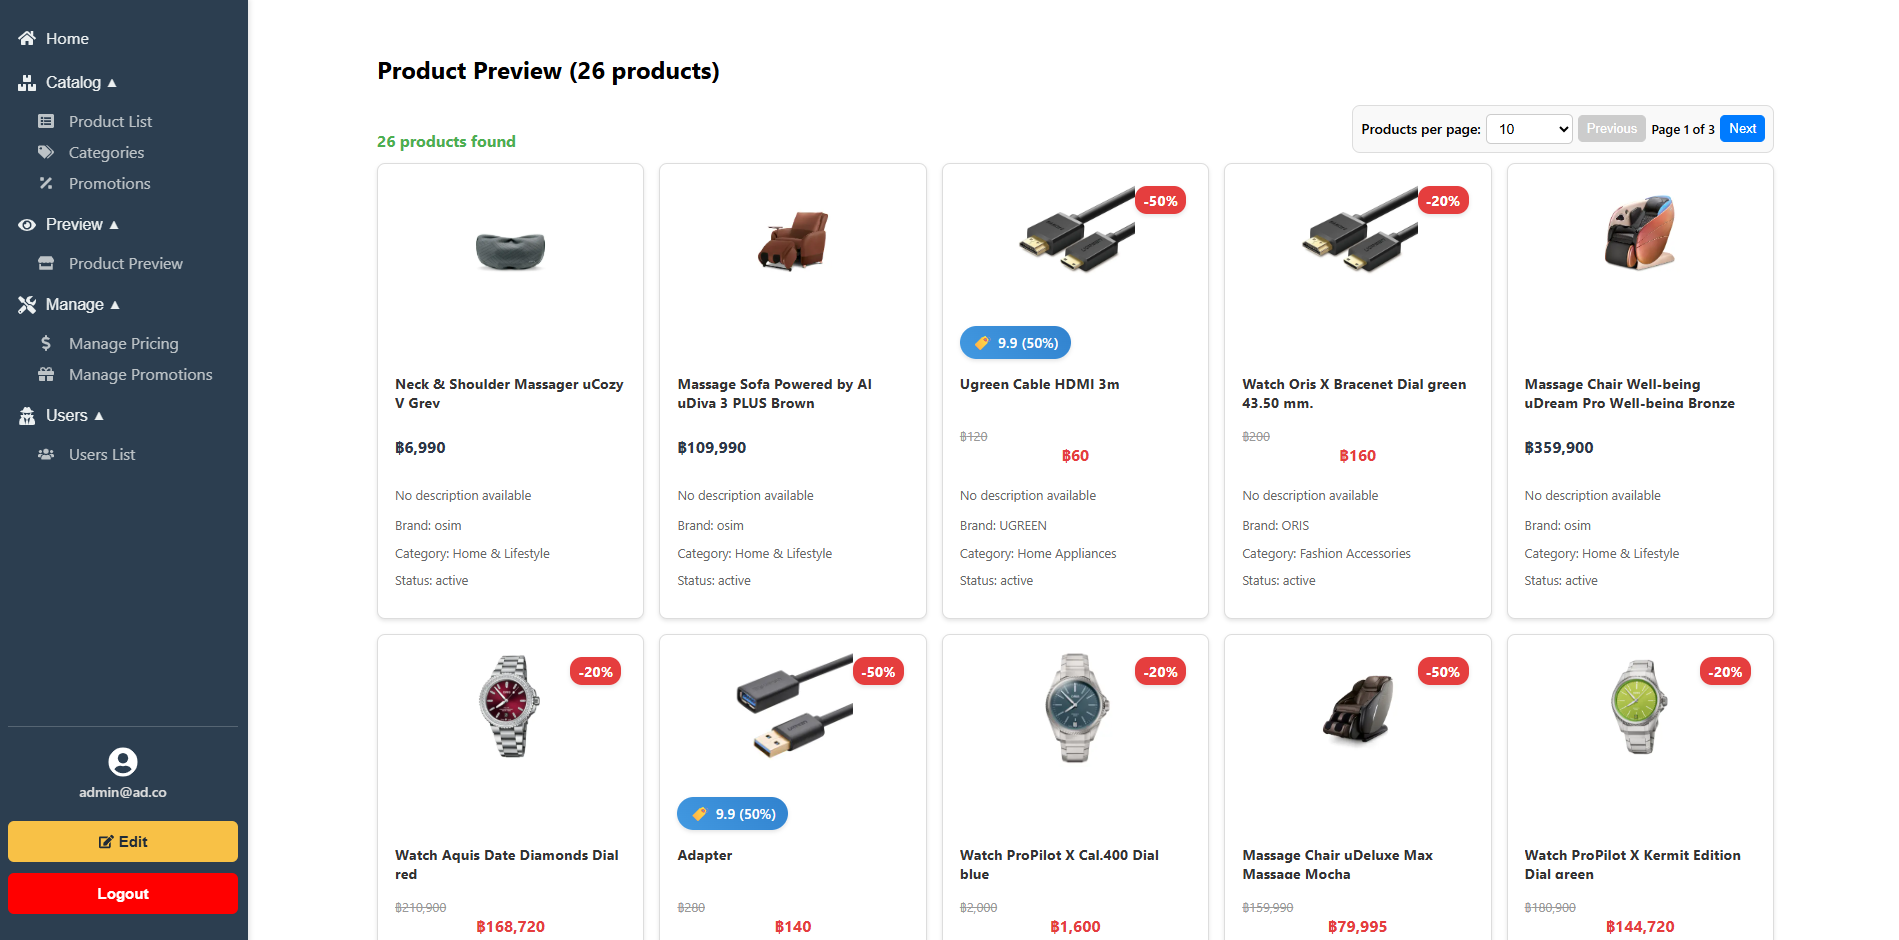 Home
Catalog ▲
Product List
Categories
Promotions
Preview ▲
Product Preview
Manage ▲
Manage Pricing
Manage Promotions
Users ▲
Users List
admin@ad.co
Edit
Logout
Product Preview (26 products)
26 products found
Products per page: 10 Previous Page 1 of 3 Next
Neck & Shoulder Massager uCozy
V Grey
฿6,990
No description available
Brand: osim
Category: Home & Lifestyle
Status: active
Massage Sofa Powered by AI
uDiva 3 PLUS Brown
฿109,990
No description available
Brand: osim
Category: Home & Lifestyle
Status: active
-50%
9.9 (50%)
Ugreen Cable HDMI 3m
฿120
฿60
No description available
Brand: UGREEN
Category: Home Appliances
Status: active
-20%
Watch Oris X Bracenet Dial green
43.50 mm.
฿200
฿160
No description available
Brand: ORIS
Category: Fashion Accessories
Status: active
Massage Chair Well-being
uDream Pro Well-being Bronze
฿359,900
No description available
Brand: osim
Category: Home & Lifestyle
Status: active
-20%
Watch Aquis Date Diamonds Dial
red
฿210,900
฿168,720
-50%
9.9 (50%)
Adapter
฿280
฿140
-20%
Watch ProPilot X Cal.400 Dial
blue
฿2,000
฿1,600
-50%
Massage Chair uDeluxe Max
Massage Mocha
฿159,990
฿79,995
-20%
Watch ProPilot X Kermit Edition
Dial green
฿180,900
฿144,720